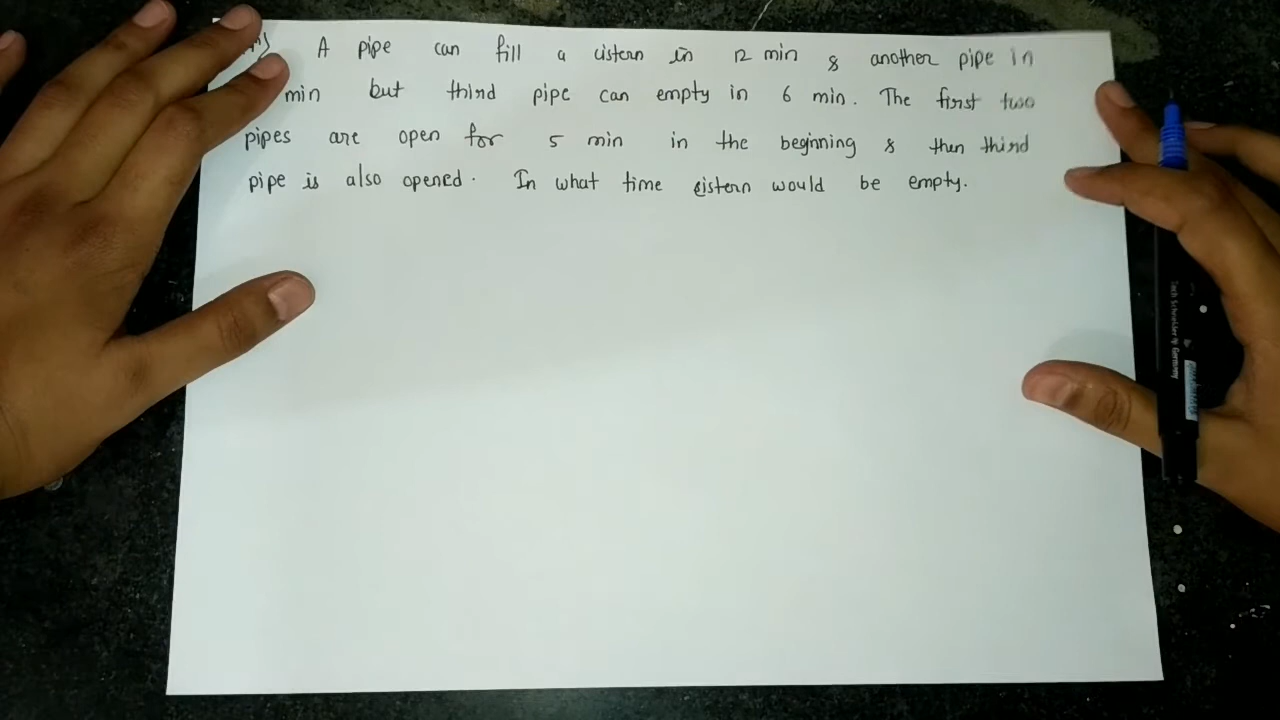 A pipe can fill a cistern in 12 min & another pipe in
min but third pipe can empty in 6 min. The first two
pipes are open for 5 min in the beginning & then third
pipe is also opened. In what time cistern would be empty.